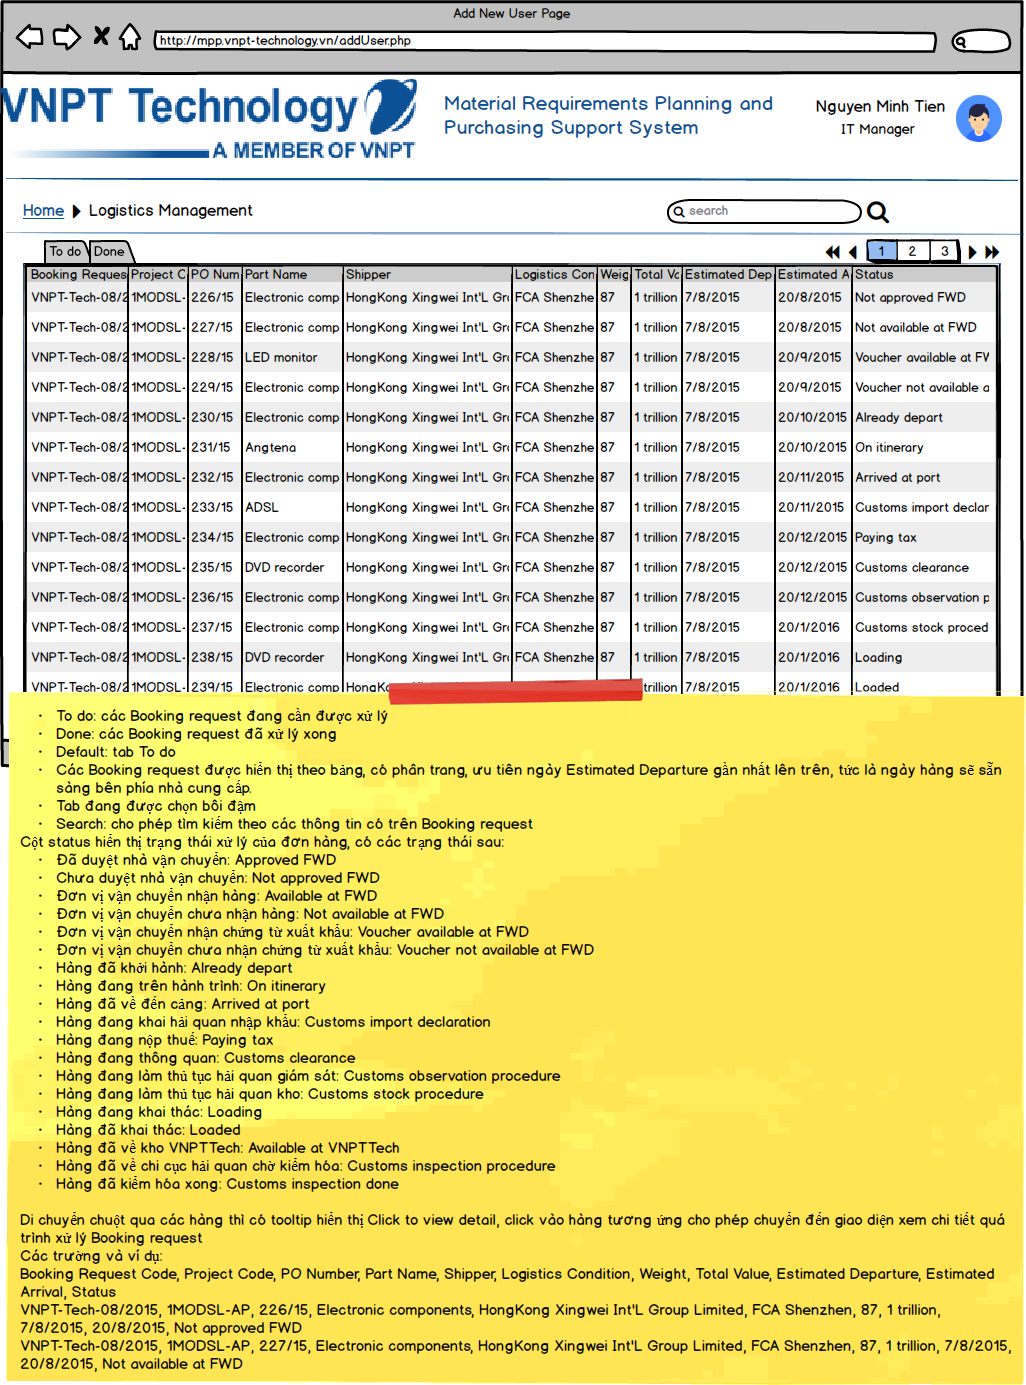 Add New User Page
http://mpp.vnpt-technology.vn/addUser.php
VNPT Technology
A MEMBER OF VNPT
Material Requirements Planning and
Purchasing Support System
Nguyen Minh Tien
IT Manager
Home Logistics Management
search
To do Done
1 2 3
Booking Reques Project C PO Num Part Name Shipper Logistics Con Weig Total Vo Estimated Dep Estimated A Status
VNPT-Tech-08/2 1MODSL- 226/15 Electronic comp HongKong Xingwei Int'L Gro FCA Shenzhe 87 1 trillion 7/8/2015 20/8/2015 Not approved FWD
VNPT-Tech-08/2 1MODSL- 227/15 Electronic comp HongKong Xingwei Int'L Gro FCA Shenzhe 87 1 trillion 7/8/2015 20/8/2015 Not available at FWD
VNPT-Tech-08/2 1MODSL- 228/15 LED monitor HongKong Xingwei Int'L Gro FCA Shenzhe 87 1 trillion 7/8/2015 20/9/2015 Voucher available at FW
VNPT-Tech-08/2 1MODSL- 229/15 Electronic comp HongKong Xingwei Int'L Gro FCA Shenzhe 87 1 trillion 7/8/2015 20/9/2015 Voucher not available a
VNPT-Tech-08/2 1MODSL- 230/15 Electronic comp HongKong Xingwei Int'L Gro FCA Shenzhe 87 1 trillion 7/8/2015 20/10/2015 Already depart
VNPT-Tech-08/2 1MODSL- 231/15 Angtena HongKong Xingwei Int'L Gro FCA Shenzhe 87 1 trillion 7/8/2015 20/10/2015 On itinerary
VNPT-Tech-08/2 1MODSL- 232/15 Electronic comp HongKong Xingwei Int'L Gro FCA Shenzhe 87 1 trillion 7/8/2015 20/11/2015 Arrived at port
VNPT-Tech-08/2 1MODSL- 233/15 ADSL HongKong Xingwei Int'L Gro FCA Shenzhe 87 1 trillion 7/8/2015 20/11/2015 Customs import declar
VNPT-Tech-08/2 1MODSL- 234/15 Electronic comp HongKong Xingwei Int'L Gro FCA Shenzhe 87 1 trillion 7/8/2015 20/12/2015 Paying tax
VNPT-Tech-08/2 1MODSL- 235/15 DVD recorder HongKong Xingwei Int'L Gro FCA Shenzhe 87 1 trillion 7/8/2015 20/12/2015 Customs clearance
VNPT-Tech-08/2 1MODSL- 236/15 Electronic comp HongKong Xingwei Int'L Gro FCA Shenzhe 87 1 trillion 7/8/2015 20/12/2015 Customs observation p
VNPT-Tech-08/2 1MODSL- 237/15 Electronic comp HongKong Xingwei Int'L Gro FCA Shenzhe 87 1 trillion 7/8/2015 20/1/2016 Customs stock proced
VNPT-Tech-08/2 1MODSL- 238/15 DVD recorder HongKong Xingwei Int'L Gro FCA Shenzhe 87 1 trillion 7/8/2015 20/1/2016 Loading
VNPT-Tech-08/2 1MODSL- 239/15 Electronic comp HongKo trillion 7/8/2015 20/1/2016 Loaded
· To do: các Booking request đang cần được xử lý
· Done: các Booking request đã xử lý xong
· Default: tab To do
· Các Booking request được hiển thị theo bảng, có phân trang, ưu tiên ngày Estimated Departure gần nhất lên trên, tức là ngày hàng sẽ sẵn
sàng bên phía nhà cung cấp.
· Tab đang được chọn bôi đậm
· Search: cho phép tìm kiếm theo các thông tin có trên Booking request
Cột status hiển thị trạng thái xử lý của đơn hàng, có các trạng thái sau:
· Đã duyệt nhà vận chuyển: Approved FWD
· Chưa duyệt nhà vận chuyển: Not approved FWD
· Đơn vị vận chuyển nhận hàng: Available at FWD
· Đơn vị vận chuyển chưa nhận hàng: Not available at FWD
· Đơn vị vận chuyển nhận chứng từ xuất khẩu: Voucher available at FWD
· Đơn vị vận chuyển chưa nhận chứng từ xuất khẩu: Voucher not available at FWD
· Hàng đã khởi hành: Already depart
· Hàng đang trên hành trình: On itinerary
· Hàng đã về đến cảng: Arrived at port
· Hàng đang khai hải quan nhập khẩu: Customs import declaration
· Hàng đang nộp thuế: Paying tax
· Hàng đang thông quan: Customs clearance
· Hàng đang làm thủ tục hải quan giám sát: Customs observation procedure
· Hàng đang làm thủ tục hải quan kho: Customs stock procedure
· Hàng đang khai thác: Loading
· Hàng đã khai thác: Loaded
· Hàng đã về kho VNPTTech: Available at VNPTTech
· Hàng đã về chi cục hải quan chờ kiểm hóa: Customs inspection procedure
· Hàng đã kiểm hóa xong: Customs inspection done
Di chuyển chuột qua các hàng thì có tooltip hiển thị Click to view detail, click vào hàng tương ứng cho phép chuyển đến giao diện xem chi tiết quá
trình xử lý Booking request
Các trường và ví dụ:
Booking Request Code, Project Code, PO Number, Part Name, Shipper, Logistics Condition, Weight, Total Value, Estimated Departure, Estimated
Arrival, Status
VNPT-Tech-08/2015, 1MODSL-AP, 226/15, Electronic components, HongKong Xingwei Int'L Group Limited, FCA Shenzhen, 87, 1 trillion,
7/8/2015, 20/8/2015, Not approved FWD
VNPT-Tech-08/2015, 1MODSL-AP, 227/15, Electronic components, HongKong Xingwei Int'L Group Limited, FCA Shenzhen, 87, 1 trillion, 7/8/2015,
20/8/2015, Not available at FWD